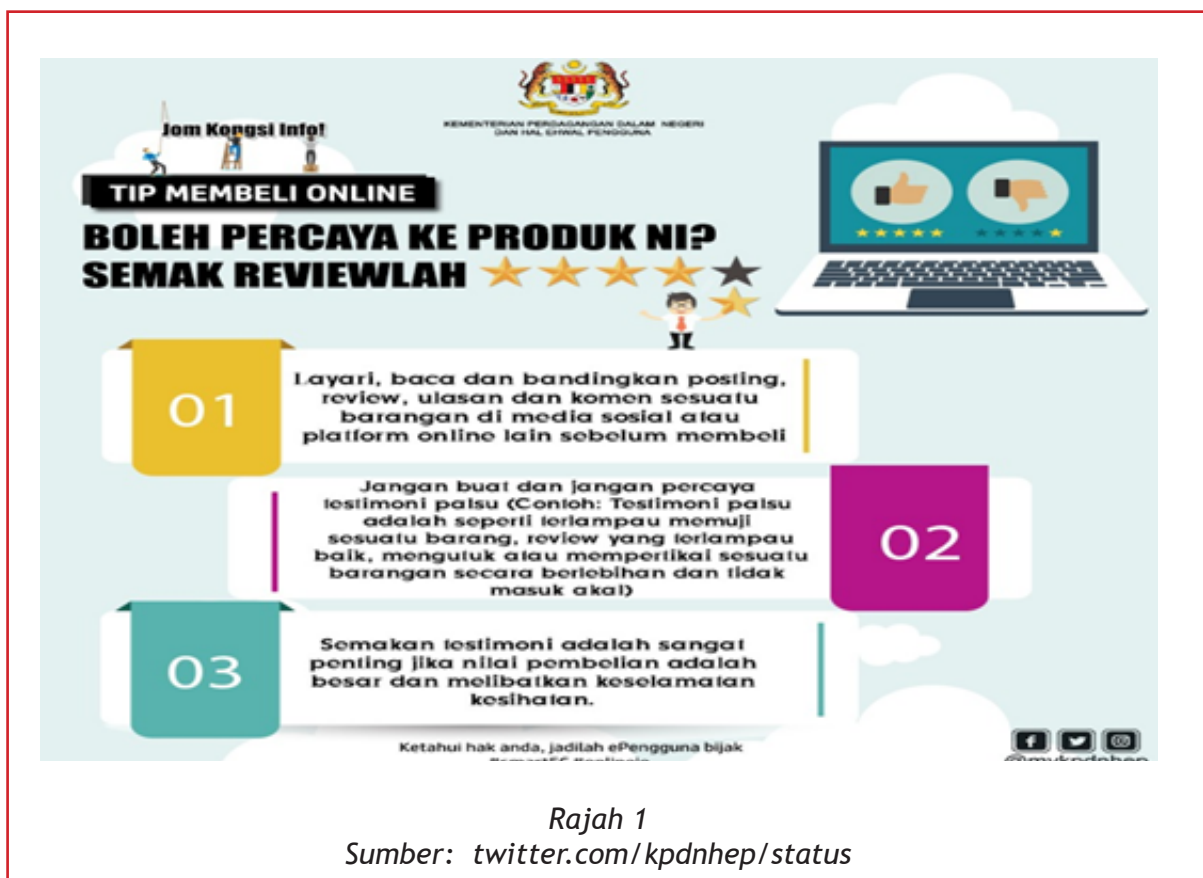 KEMENTERIAN PERDAGANGAN DALAM NEGERI
DAN HAL EHWAL PENGGUNA
Jom Kongsi Info!
TIP MEMBELI ONLINE
BOLEH PERCAYA KE PRODUK NI?
SEMAK REVIEWLAH
01
Layari, baca dan bandingkan posting,
review, ulasan dan komen sesuatu
barangan di media sosial atau
platform online lain sebelum membeli
Jangan buat dan jangan percaya
testimoni palsu (Contoh: Testimoni palsu
adalah seperti terlampau memuji
sesuatu barang, review yang terlampau
baik, mengutuk atau mempertikai sesuatu
barangan secara berlebihan dan tidak
masuk akal)
02
03
Semakan testimoni adalah sangat
penting jika nilai pembelian adalah
besar dan melibatkan keselamatan
kesihatan.
Ketahui hak anda, jadilah ePengguna bijak
@mykpdnhep
Rajah 1
Sumber: twitter.com/kpdnhep/status